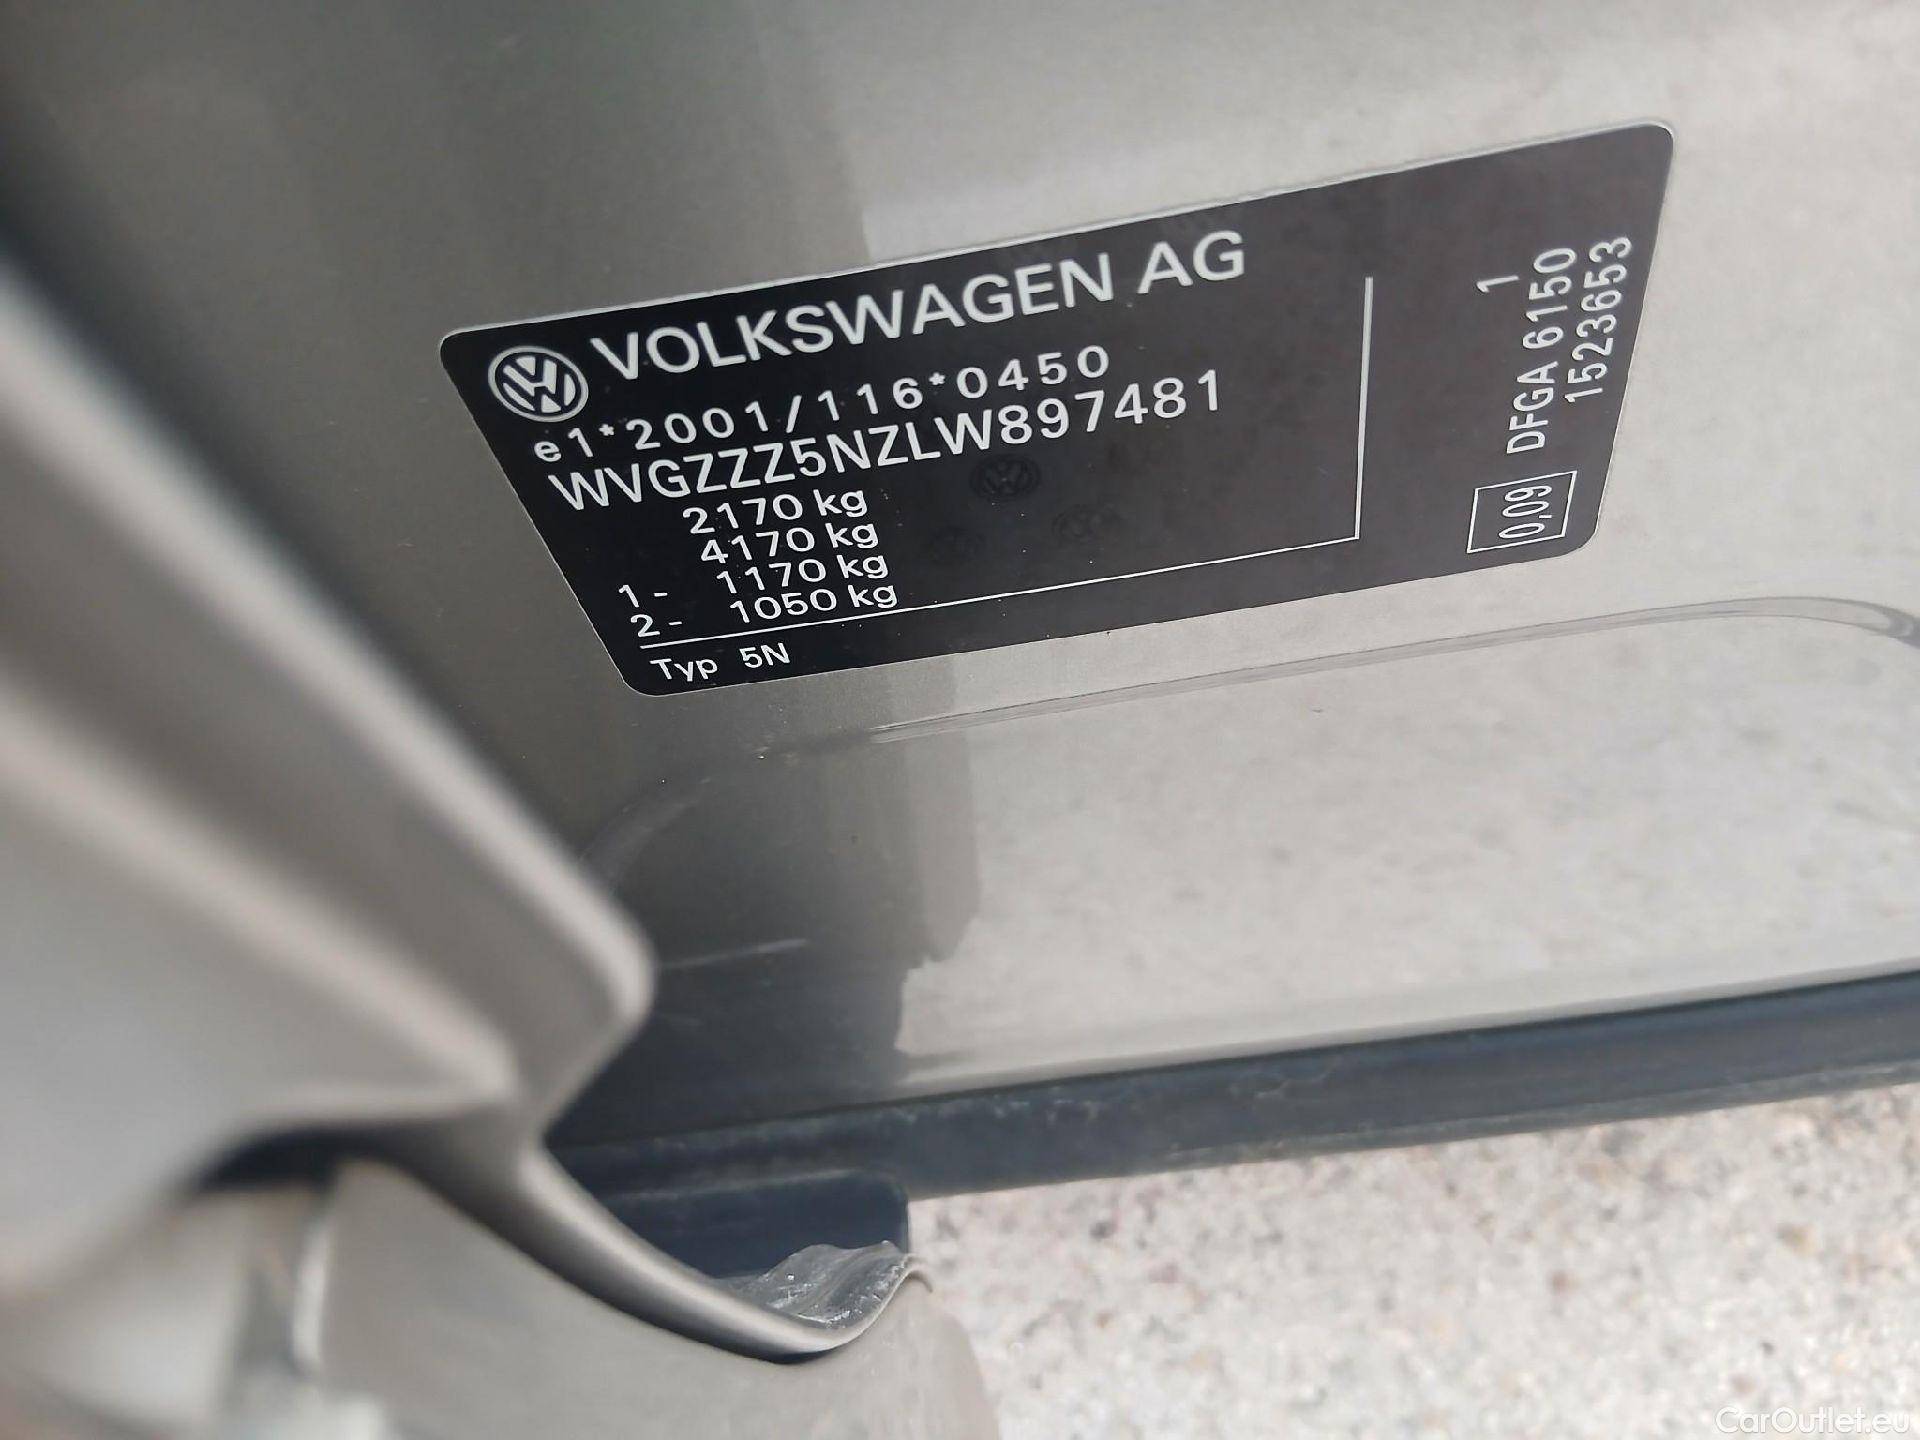 VOLKSWAGEN AG
e1*2001/116*0450
WVGZZZ5NZLW897481
2170 kg
4170 kg
1- 1170 kg
2- 1050 kg
Typ 5N
1
DFGA 6150
1523653
0,09
CarOutlet.eu